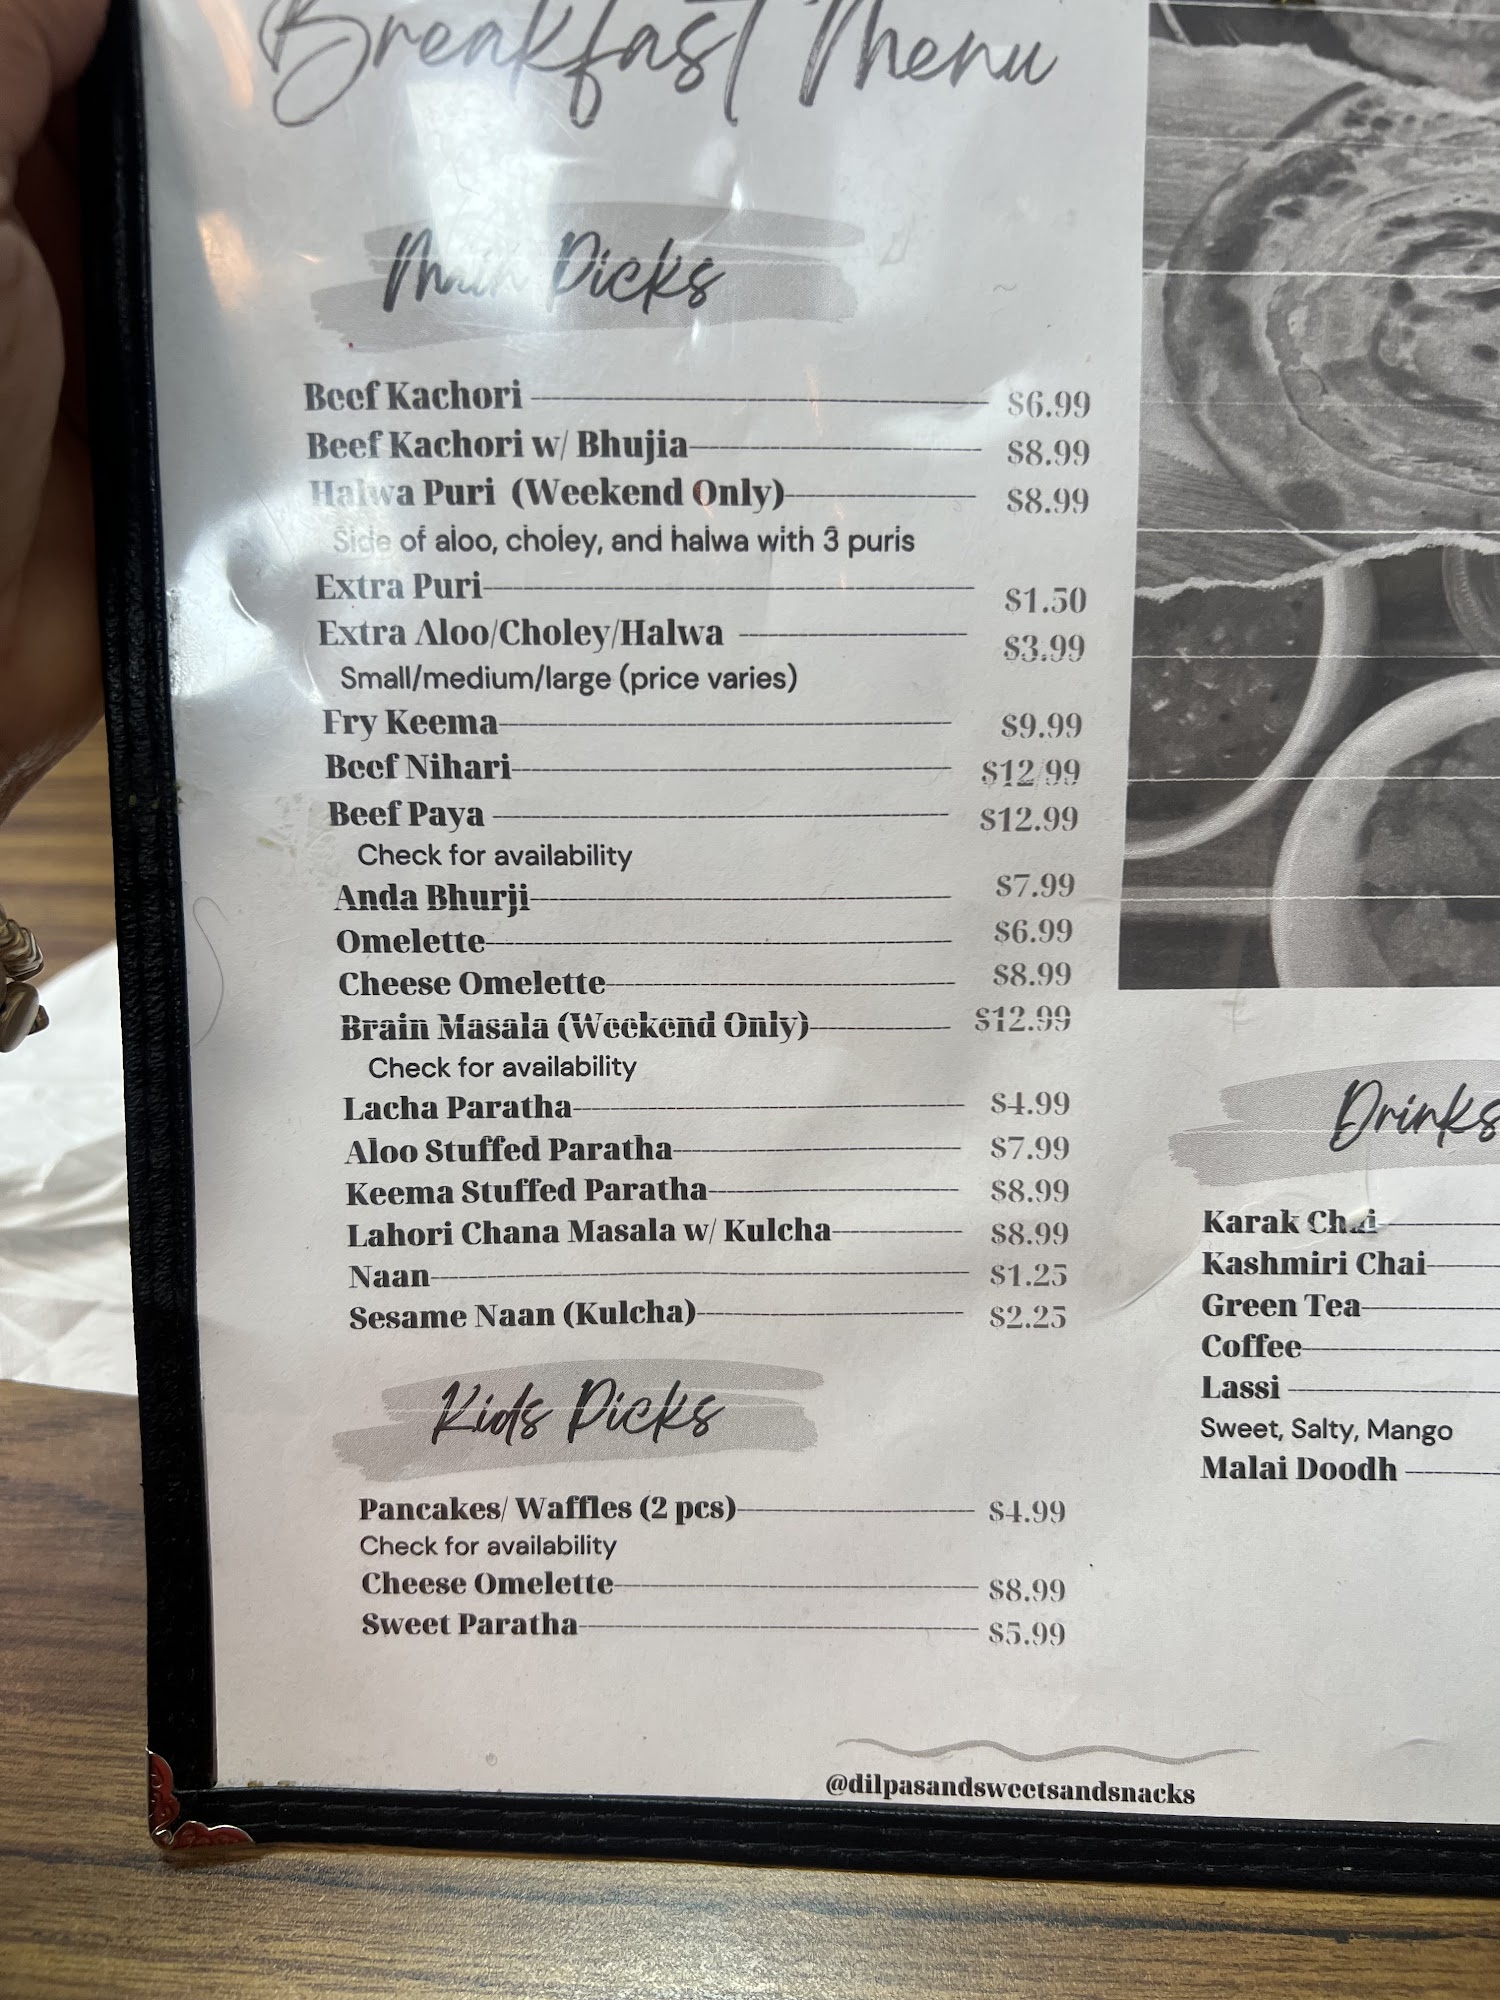 Breakfast Menu
Main Picks
Beef Kachori $6.99
Beef Kachori w/ Bhujia $8.99
Halwa Puri (Weekend Only) $8.99
Side of aloo, choley, and halwa with 3 puris
Extra Puri $1.50
Extra Aloo/Choley/Halwa $3.99
Small/medium/large (price varies)
Fry Keema $9.99
Beef Nihari $12.99
Beef Paya $12.99
Check for availability
Anda Bhurji $7.99
Omelette $6.99
Cheese Omelette $8.99
Brain Masala (Weekend Only) $12.99
Check for availability
Lacha Paratha $4.99
Aloo Stuffed Paratha $7.99
Keema Stuffed Paratha $8.99
Lahori Chana Masala w/ Kulcha $8.99
Naan $1.25
Sesame Naan (Kulcha) $2.25
Kids Picks
Pancakes/ Waffles (2 pcs) $4.99
Check for availability
Cheese Omelette $8.99
Sweet Paratha $5.99
Drinks
Karak Chai
Kashmiri Chai
Green Tea
Coffee
Lassi
Sweet, Salty, Mango
Malai Doodh
@dilpasandsweetsandsnacks